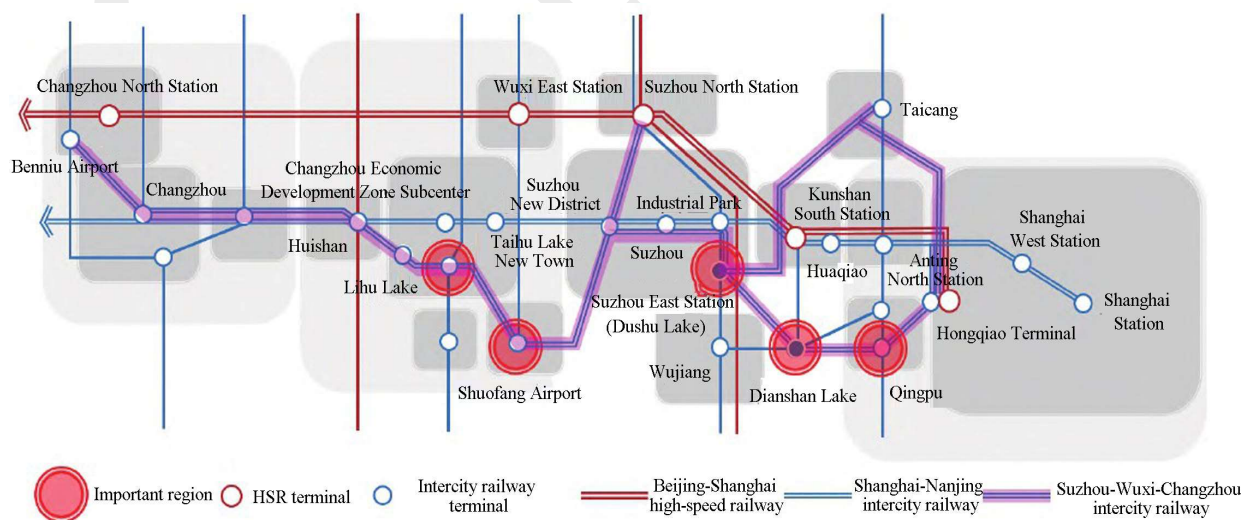 Changzhou North Station
Wuxi East Station
Suzhou North Station
Taicang
Benniu Airport
Changzhou
Changzhou Economic
Development Zone Subcenter
Suzhou
New District
Industrial Park
Kunshan
South Station
Shanghai
West Station
Huishan
Taihu Lake
New Town
Suzhou
Huaqiao
Anting
North Station
Lihu Lake
Suzhou East Station
(Dushu Lake)
Hongqiao Terminal
Shanghai
Station
Shuofang Airport
Wujiang
Dianshan Lake
Qingpu
Important region
HSR terminal
Intercity railway
terminal
Beijing-Shanghai
high-speed railway
Shanghai-Nanjing
intercity railway
Suzhou-Wuxi-Changzhou
intercity railway